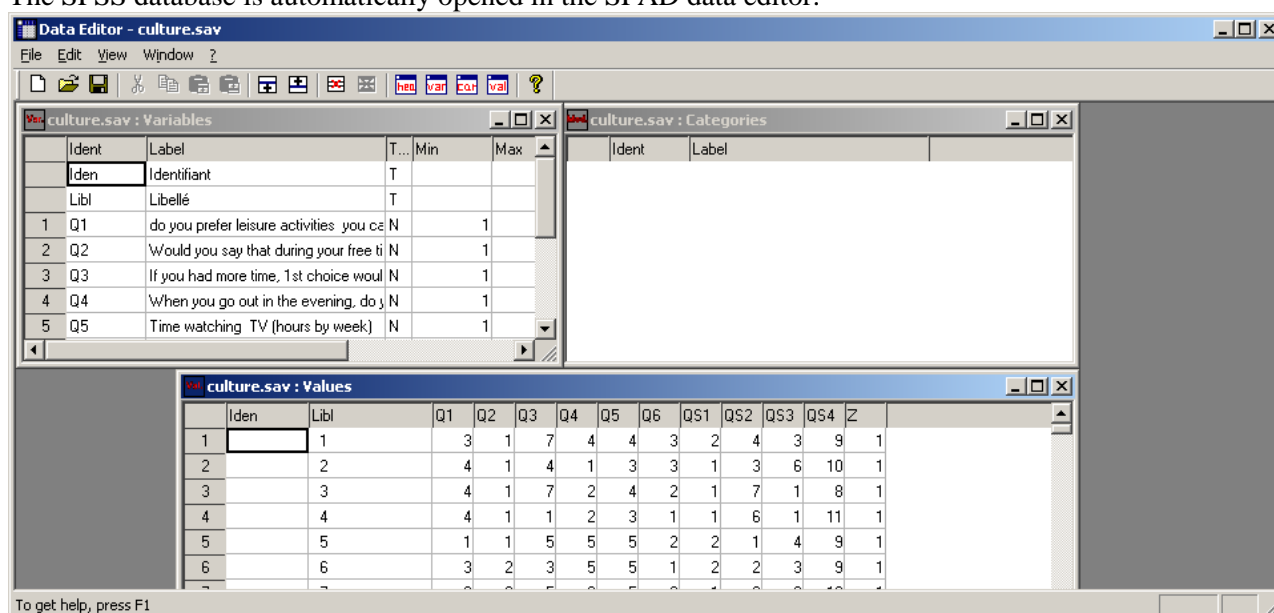 The SPSS database is automatically opened in the SPAD data editor.
Data Editor - culture.sav
File Edit View Window ?
hen var car val
culture.sav : Variables
Ident Label T... Min Max
Iden Identifiant T
Libl Libellé T
1 Q1 do you prefer leisure activities you ca N 1
2 Q2 Would you say that during your free ti N 1
3 Q3 If you had more time, 1st choice woul N 1
4 Q4 When you go out in the evening, do y N 1
5 Q5 Time watching TV (hours by week) N 1
culture.sav : Categories
Ident Label
culture.sav : Values
Iden Libl Q1 Q2 Q3 Q4 Q5 Q6 QS1 QS2 QS3 QS4 Z
1 1 3 1 7 4 4 3 2 4 3 9 1
2 2 4 1 4 1 3 3 1 3 6 10 1
3 3 4 1 7 2 4 2 1 7 1 8 1
4 4 4 1 1 2 3 1 1 6 1 11 1
5 5 1 1 5 5 5 2 2 1 4 9 1
6 6 3 2 3 5 5 1 2 2 3 9 1
To get help, press F1